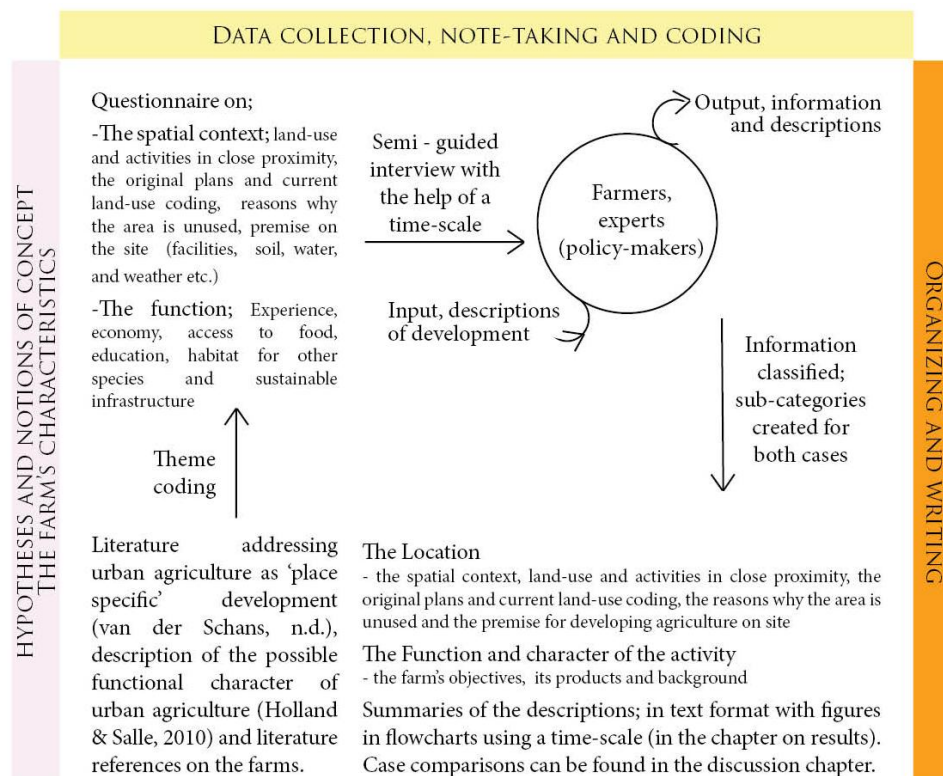 DATA COLLECTION, NOTE-TAKING AND CODING
HYPOTHESES AND NOTIONS OF CONCEPT
THE FARM'S CHARACTERISTICS
Questionnaire on;
-The spatial context; land-use
and activities in close proximity,
the original plans and current
land-use coding, reasons why
the area is unused, premise on
the site (facilities, soil, water,
and weather etc.)
-The function; Experience,
economy, access to food,
education, habitat for other
species and sustainable
infrastructure
Semi - guided
interview with
the help of a
time-scale
Farmers,
experts
(policy-makers)
Output, information
and descriptions
Input, descriptions
of development
Information
classified;
sub-categories
created for
both cases
Theme
coding
Literature addressing
urban agriculture as ‘place
specific’ development
(van der Schans, n.d.),
description of the possible
functional character of
urban agriculture (Holland
& Salle, 2010) and literature
references on the farms.
The Location
- the spatial context, land-use and activities in close proximity, the
original plans and current land-use coding, the reasons why the area is
unused and the premise for developing agriculture on site
The Function and character of the activity
- the farm's objectives, its products and background
Summaries of the descriptions; in text format with figures
in flowcharts using a time-scale (in the chapter on results).
Case comparisons can be found in the discussion chapter.
ORGANIZING AND WRITING